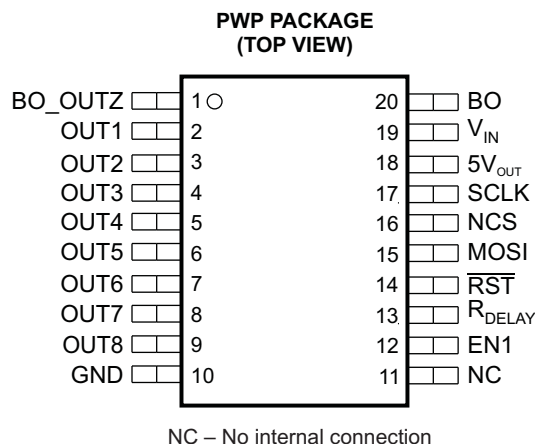 PWP PACKAGE
(TOP VIEW)
BO_OUTZ 1 20 BO
OUT1 2 19 VIN
OUT2 3 18 5VOUT
OUT3 4 17 SCLK
OUT4 5 16 NCS
OUT5 6 15 MOSI
OUT6 7 14 RST
OUT7 8 13 RDELAY
OUT8 9 12 EN1
GND 10 11 NC
NC – No internal connection